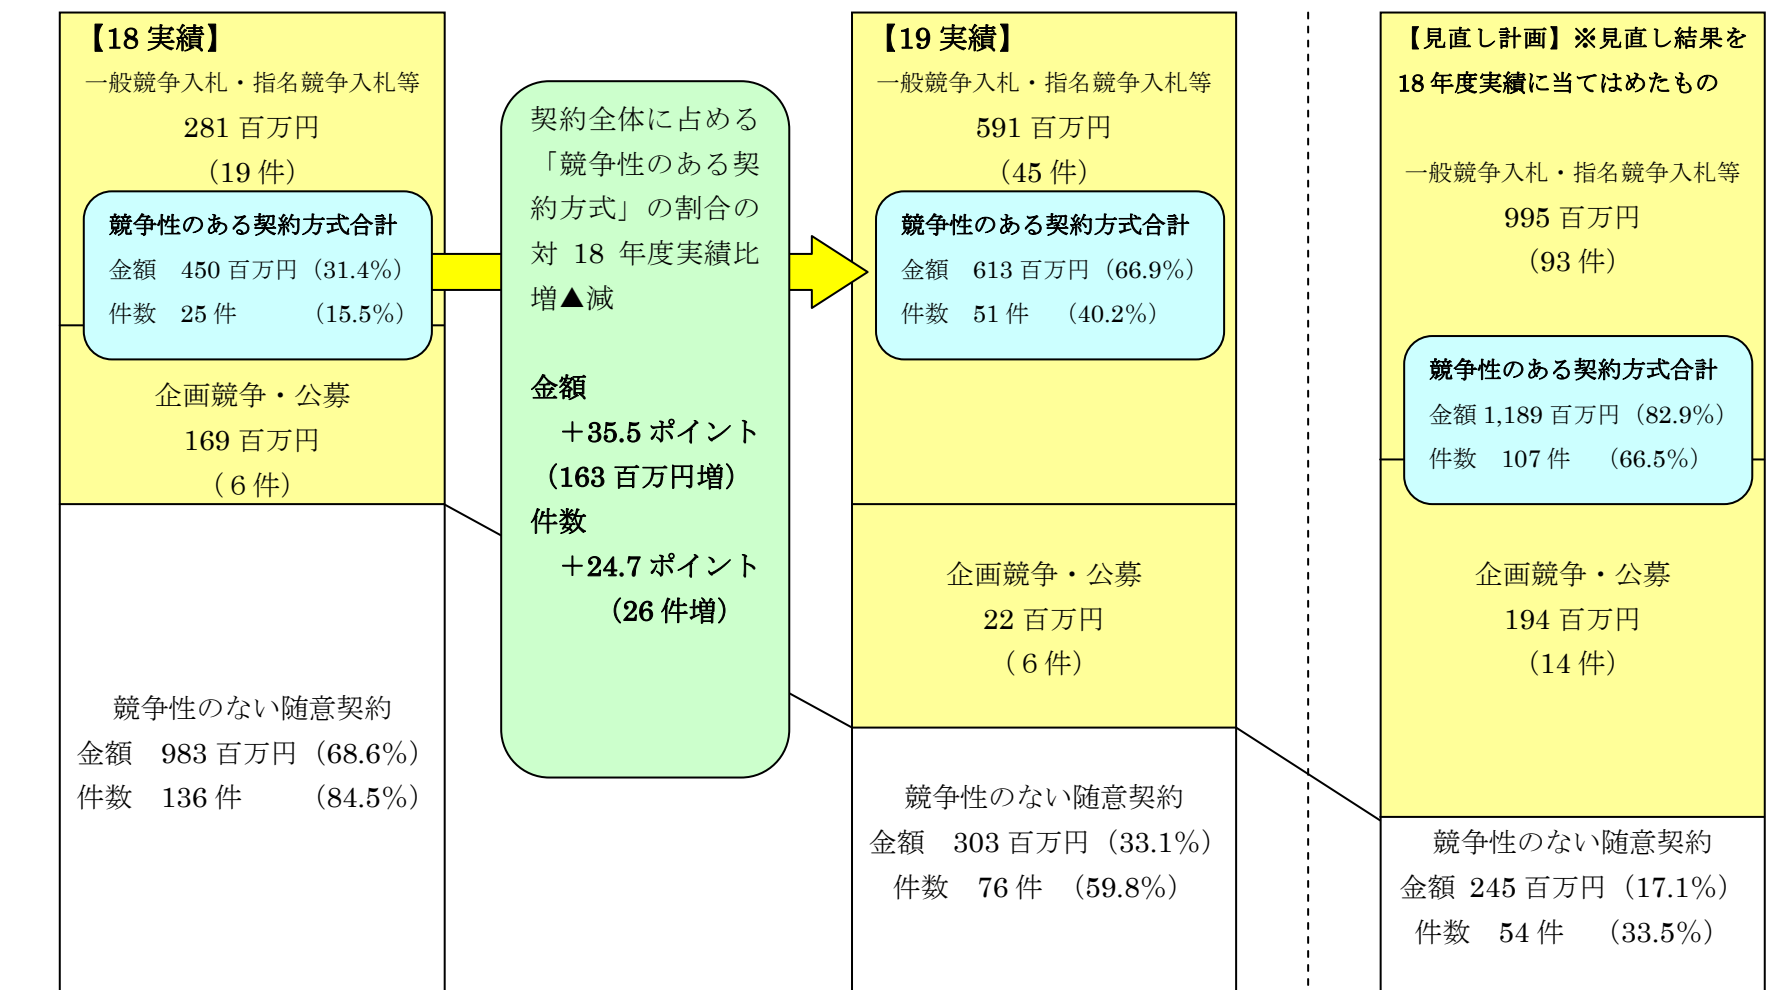 【18 実績】
一般競争入札・指名競争入札等
281 百万円
（19 件）
競争性のある契約方式合計
金額　450 百万円（31.4%）
件数　25 件　　　（15.5%）
企画競争・公募
169 百万円
（６件）
競争性のない随意契約
金額　983 百万円（68.6%）
件数　136 件　　　（84.5%）
契約全体に占める
「競争性のある契
約方式」の割合の
対 18 年度実績比
増▲減
金額
＋35.5 ポイント
（163 百万円増）
件数
＋24.7 ポイント
（26 件増）
【19 実績】
一般競争入札・指名競争入札等
591 百万円
（45 件）
競争性のある契約方式合計
金額　613 百万円（66.9%）
件数　51 件　（40.2%）
企画競争・公募
22 百万円
（６件）
競争性のない随意契約
金額　303 百万円（33.1%）
件数　76 件　（59.8%）
【見直し計画】※見直し結果を
18 年度実績に当てはめたもの
一般競争入札・指名競争入札等
995 百万円
（93 件）
競争性のある契約方式合計
金額 1,189 百万円（82.9%）
件数　107 件　（66.5%）
企画競争・公募
194 百万円
（14 件）
競争性のない随意契約
金額 245 百万円（17.1%）
件数　54 件　（33.5%）